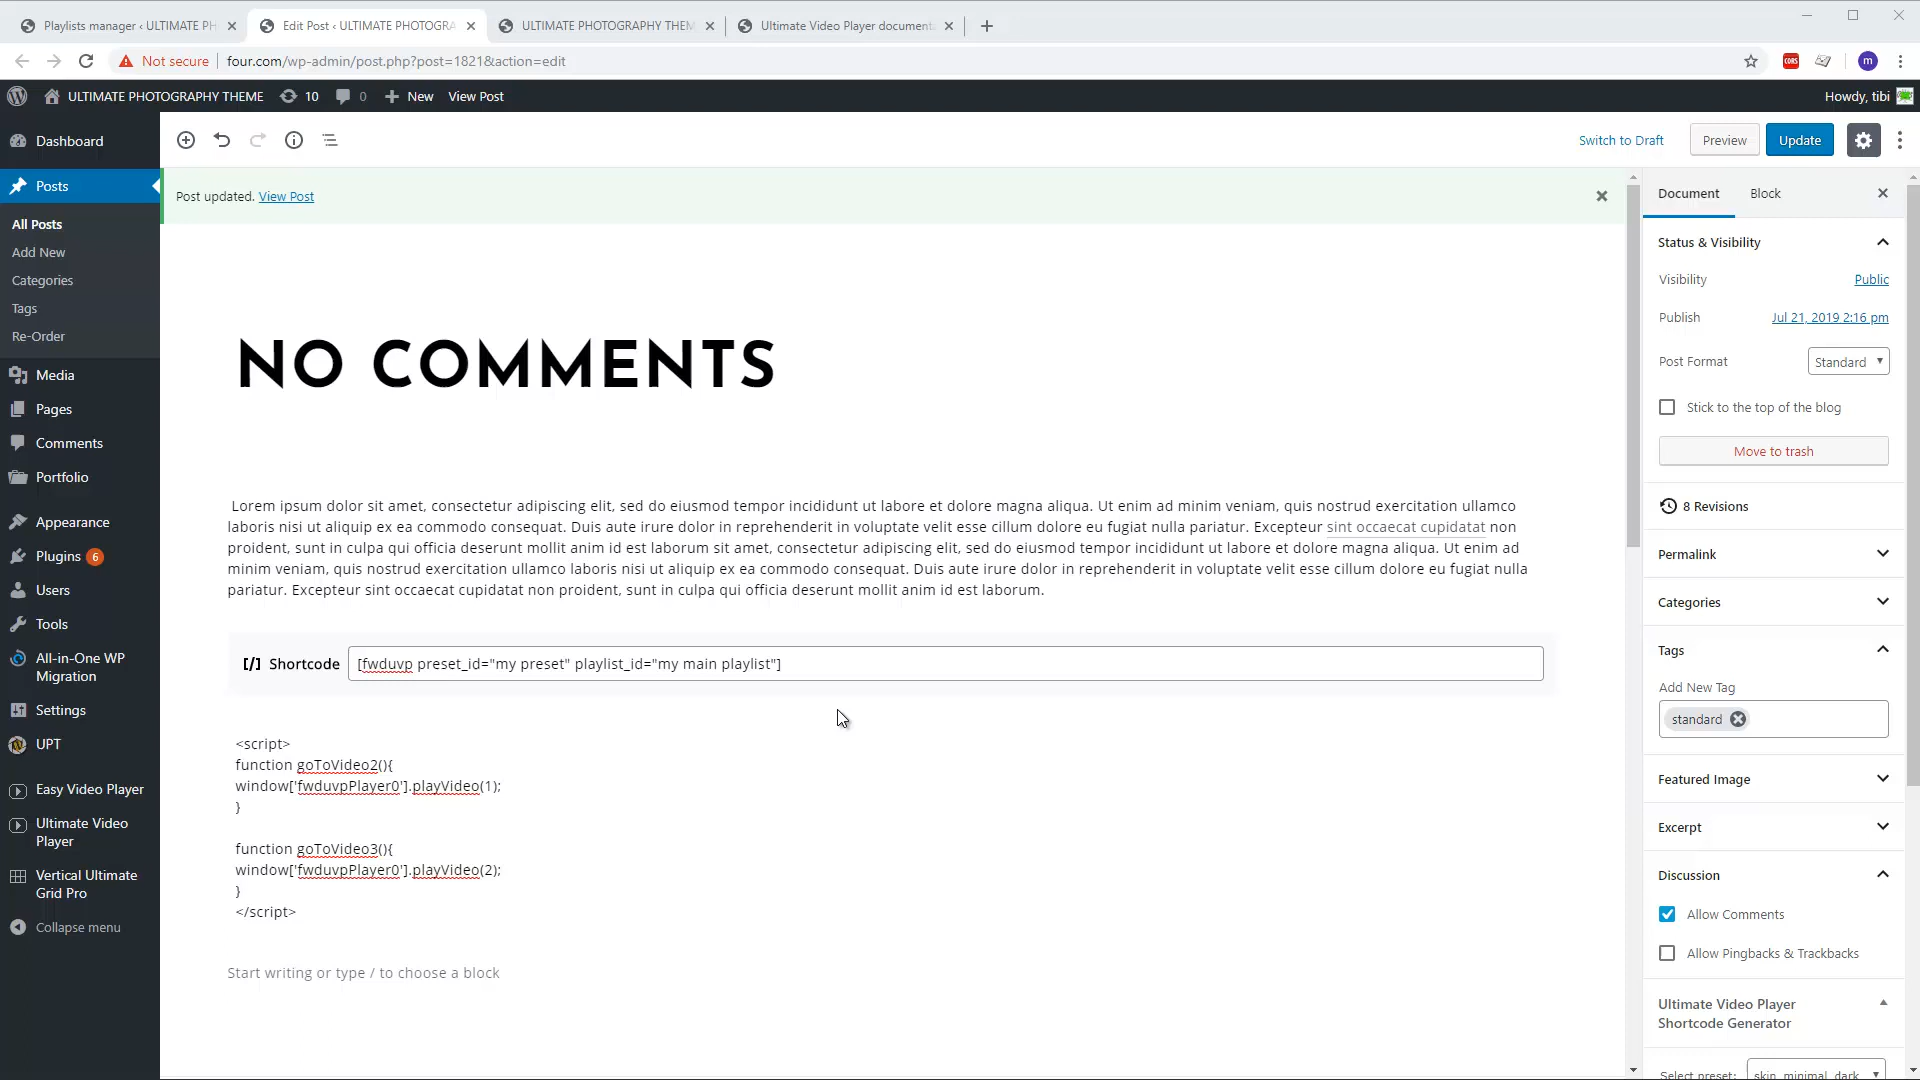 Playlists manager ‹ ULTIMATE PH
Edit Post ‹ ULTIMATE PHOTOGRA
ULTIMATE PHOTOGRAPHY THEM
Ultimate Video Player document
Not secure
four.com/wp-admin/post.php?post=1821&action=edit
CORS
m
ULTIMATE PHOTOGRAPHY THEME
10
0
New
View Post
Howdy, tibi
Dashboard
Posts
All Posts
Add New
Categories
Tags
Re-Order
Media
Pages
Comments
Portfolio
Appearance
Plugins 6
Users
Tools
All-in-One WP
Migration
Settings
UPT
Easy Video Player
Ultimate Video
Player
Vertical Ultimate
Grid Pro
Collapse menu
Switch to Draft
Preview
Update
Post updated. View Post
NO COMMENTS
Lorem ipsum dolor sit amet, consectetur adipiscing elit, sed do eiusmod tempor incididunt ut labore et dolore magna aliqua. Ut enim ad minim veniam, quis nostrud exercitation ullamco
laboris nisi ut aliquip ex ea commodo consequat. Duis aute irure dolor in reprehenderit in voluptate velit esse cillum dolore eu fugiat nulla pariatur. Excepteur sint occaecat cupidatat non
proident, sunt in culpa qui officia deserunt mollit anim id est laborum sit amet, consectetur adipiscing elit, sed do eiusmod tempor incididunt ut labore et dolore magna aliqua. Ut enim ad
minim veniam, quis nostrud exercitation ullamco laboris nisi ut aliquip ex ea commodo consequat. Duis aute irure dolor in reprehenderit in voluptate velit esse cillum dolore eu fugiat nulla
pariatur. Excepteur sint occaecat cupidatat non proident, sunt in culpa qui officia deserunt mollit anim id est laborum.
[/] Shortcode
[fwduvp preset_id="my preset" playlist_id="my main playlist"]
<script>
function goToVideo2(){
window['fwduvpPlayer0'].playVideo(1);
}
function goToVideo3(){
window['fwduvpPlayer0'].playVideo(2);
}
</script>
Start writing or type / to choose a block
Document
Block
Status & Visibility
Visibility
Public
Publish
Jul 21, 2019 2:16 pm
Post Format
Standard
Stick to the top of the blog
Move to trash
8 Revisions
Permalink
Categories
Tags
Add New Tag
standard
Featured Image
Excerpt
Discussion
Allow Comments
Allow Pingbacks & Trackbacks
Ultimate Video Player
Shortcode Generator
Select preset:
skin_minimal_dark